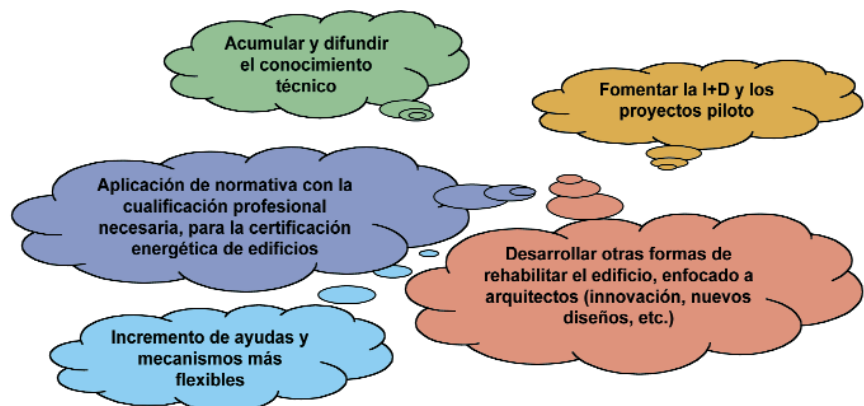 Acumular y difundir
el conocimiento
técnico
Fomentar la I+D y los
proyectos piloto
Aplicación de normativa con la
cualificación profesional
necesaria, para la certificación
energética de edificios
Desarrollar otras formas de
rehabilitar el edificio, enfocado a
arquitectos (innovación, nuevos
diseños, etc.)
Incremento de ayudas y
mecanismos más
flexibles